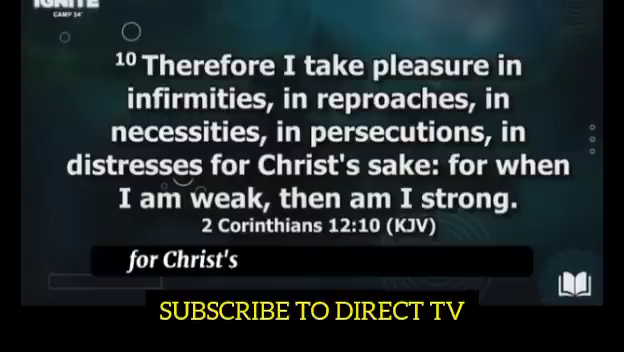 IGNITE
CAMP 24'
10 Therefore I take pleasure in
infirmities, in reproaches, in
necessities, in persecutions, in
distresses for Christ's sake: for when
I am weak, then am I strong.
2 Corinthians 12:10 (KJV)
for Christ's
SUBSCRIBE TO DIRECT TV